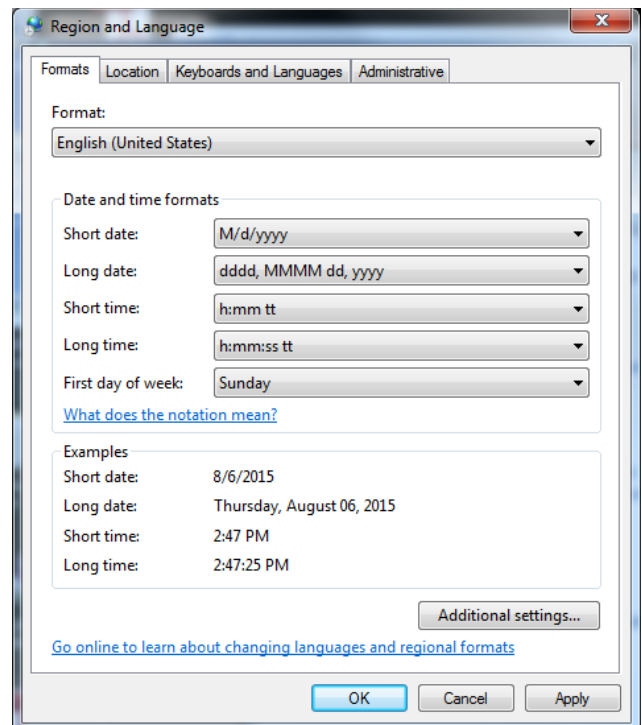 Region and Language
Formats Location Keyboards and Languages Administrative
Format:
English (United States)
Date and time formats
Short date: M/d/yyyy
Long date: dddd, MMMM dd, yyyy
Short time: h:mm tt
Long time: h:mm:ss tt
First day of week: Sunday
What does the notation mean?
Examples
Short date: 8/6/2015
Long date: Thursday, August 06, 2015
Short time: 2:47 PM
Long time: 2:47:25 PM
Additional settings...
Go online to learn about changing languages and regional formats
OK Cancel Apply